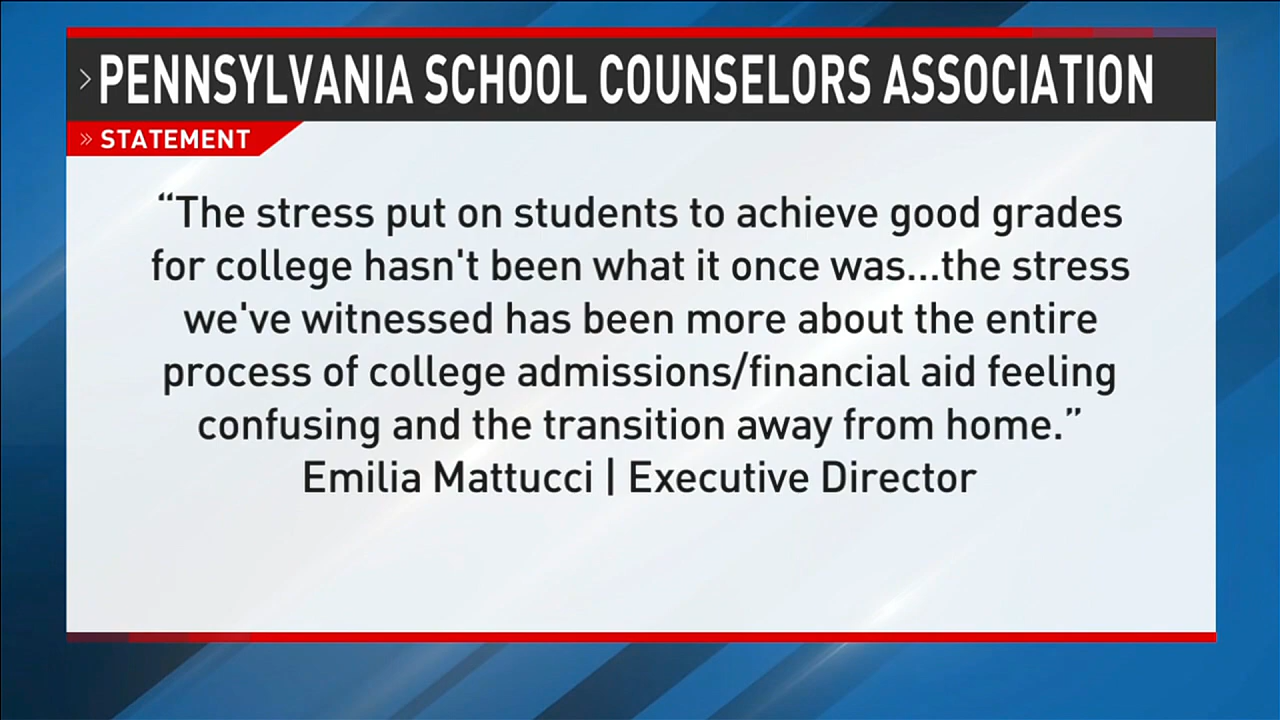 PENNSYLVANIA SCHOOL COUNSELORS ASSOCIATION
STATEMENT
“The stress put on students to achieve good grades
for college hasn't been what it once was...the stress
we've witnessed has been more about the entire
process of college admissions/financial aid feeling
confusing and the transition away from home.”
Emilia Mattucci | Executive Director